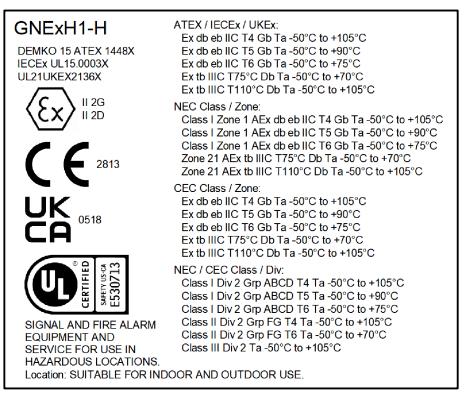 GNExH1-H
DEMKO 15 ATEX 1448X
IECEx UL15.0003X
UL21UKEX2136X
Ex
II 2G
II 2D
CE 2813
UK
CA
0518
UL
®
CERTIFIED
SAFETY US-CA
E530713
SIGNAL AND FIRE ALARM
EQUIPMENT AND
SERVICE FOR USE IN
HAZARDOUS LOCATIONS.
Location: SUITABLE FOR INDOOR AND OUTDOOR USE.
ATEX / IECEx / UKEx:
Ex db eb IIC T4 Gb Ta -50°C to +105°C
Ex db eb IIC T5 Gb Ta -50°C to +90°C
Ex db eb IIC T6 Gb Ta -50°C to +75°C
Ex tb IIIC T75°C Db Ta -50°C to +70°C
Ex tb IIIC T110°C Db Ta -50°C to +105°C
NEC Class / Zone:
Class I Zone 1 AEx db eb IIC T4 Gb Ta -50°C to +105°C
Class I Zone 1 AEx db eb IIC T5 Gb Ta -50°C to +90°C
Class I Zone 1 AEx db eb IIC T6 Gb Ta -50°C to +75°C
Zone 21 AEx tb IIIC T75°C Db Ta -50°C to +70°C
Zone 21 AEx tb IIIC T110°C Db Ta -50°C to +105°C
CEC Class / Zone:
Ex db eb IIC T4 Gb Ta -50°C to +105°C
Ex db eb IIC T5 Gb Ta -50°C to +90°C
Ex db eb IIC T6 Gb Ta -50°C to +75°C
Ex tb IIIC T75°C Db Ta -50°C to +70°C
Ex tb IIIC T110°C Db Ta -50°C to +105°C
NEC / CEC Class / Div:
Class I Div 2 Grp ABCD T4 Ta -50°C to +105°C
Class I Div 2 Grp ABCD T5 Ta -50°C to +90°C
Class I Div 2 Grp ABCD T6 Ta -50°C to +75°C
Class II Div 2 Grp FG T4 Ta -50°C to +105°C
Class II Div 2 Grp FG T6 Ta -50°C to +70°C
Class III Div 2 Ta -50°C to +105°C